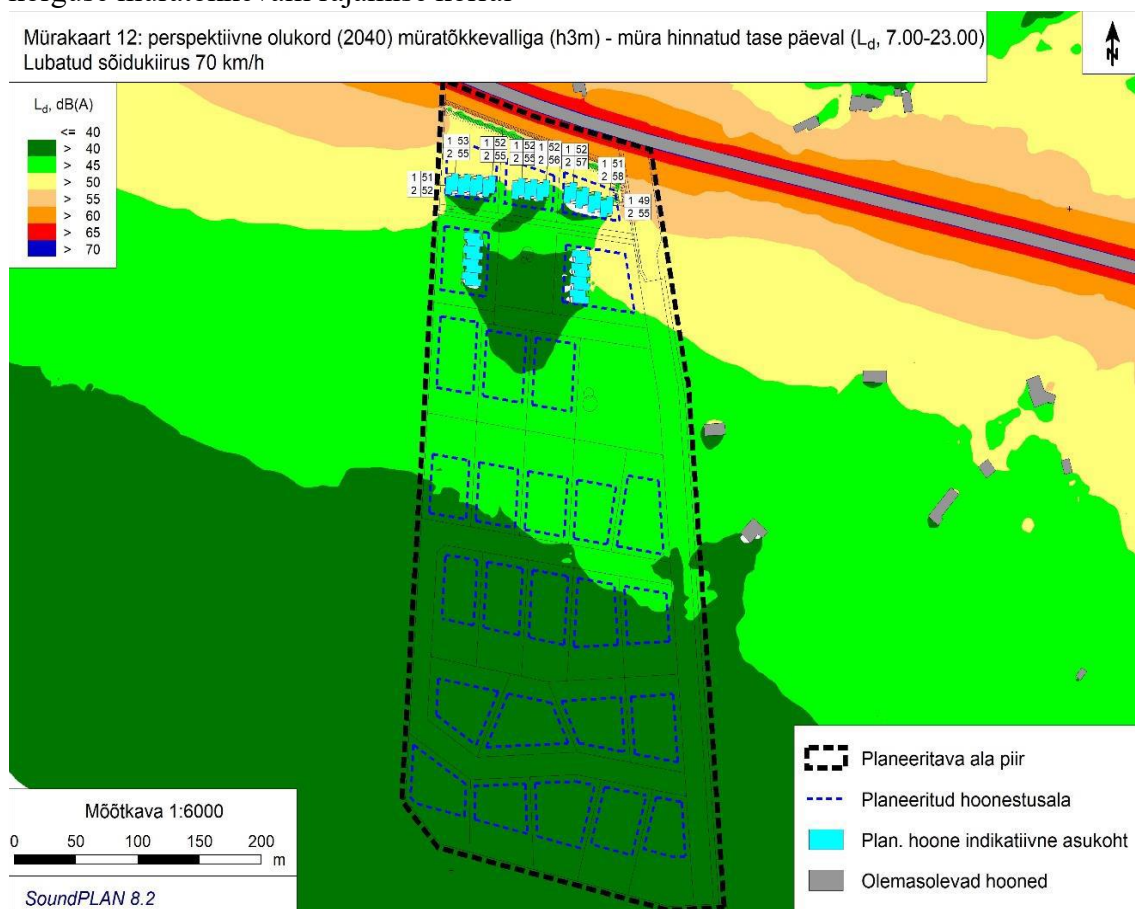 Mürakaart 12: perspektiivne olukord (2040) müratõkkevalliga (h3m) - müra hinnatud tase päeval (Ld, 7.00-23.00)
Lubatud sõidukiirus 70 km/h
N
Ld, dB(A)
<= 40
> 40
> 45
> 50
> 55
> 60
> 65
> 70
1 53
2 55
1 52
2 55
1 52
2 55
1 52
2 56
1 52
2 57
1 51
2 58
1 51
2 52
1 49
2 55
Mõõtkava 1:6000
0 50 100 150 200
m
SoundPLAN 8.2
Planeeritava ala piir
Planeeritud hoonestusala
Plan. hoone indikatiivne asukoht
Olemasolevad hooned